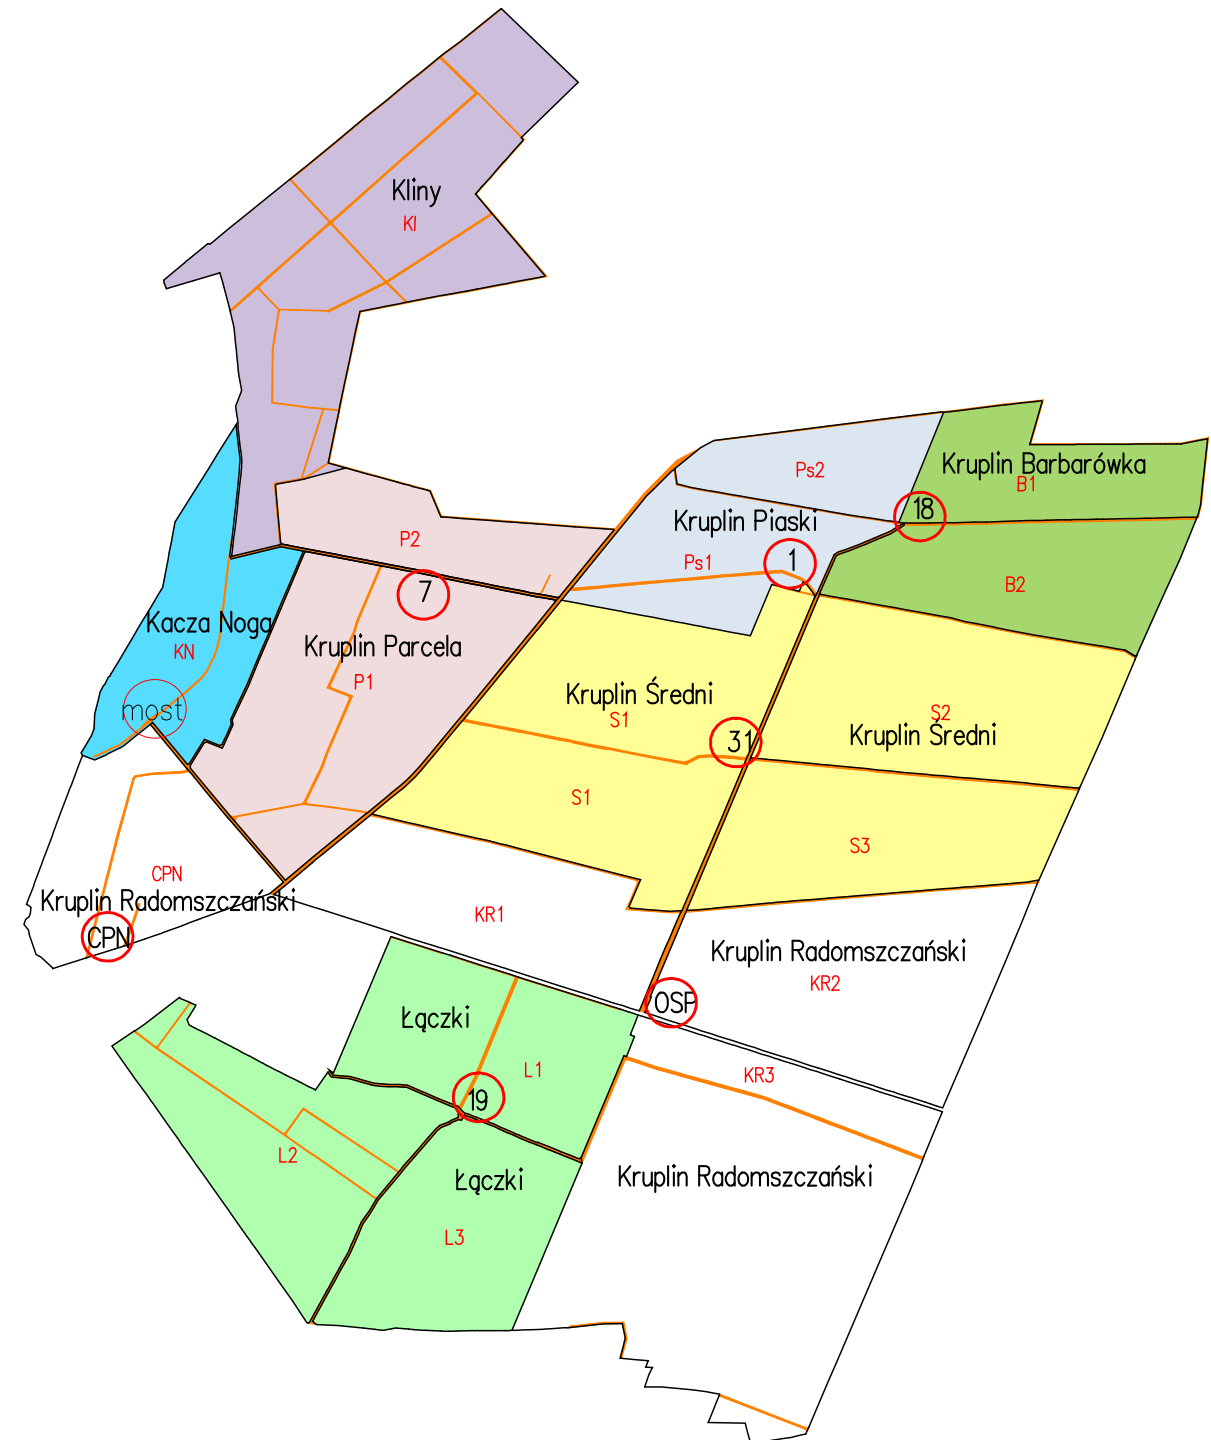 Kliny
Kl
Kruplin Barbarówka
Ps2
B1
18
Kruplin Piaski
P2
Ps1
1
B2
7
Kacza Noga
KN
Kruplin Parcela
P1
Kruplin Średni
S1
most
S2
Kruplin Średni
31
S1
S3
CPN
Kruplin Radomszczański
KR1
CPN
Kruplin Radomszczański
KR2
OSP
Łączki
L1
KR3
19
L2
Łączki
Kruplin Radomszczański
L3